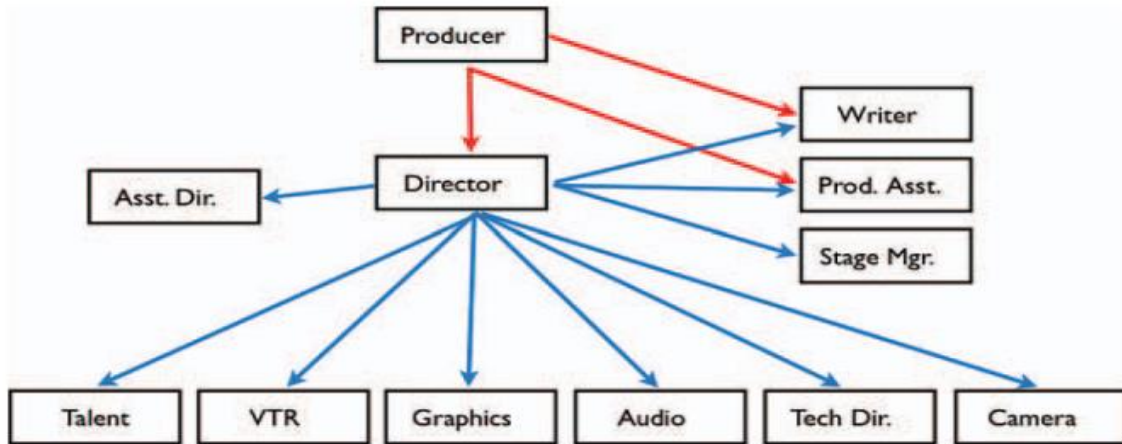 Producer
Writer
Director
Asst. Dir.
Prod. Asst.
Stage Mgr.
Talent
VTR
Graphics
Audio
Tech Dir.
Camera